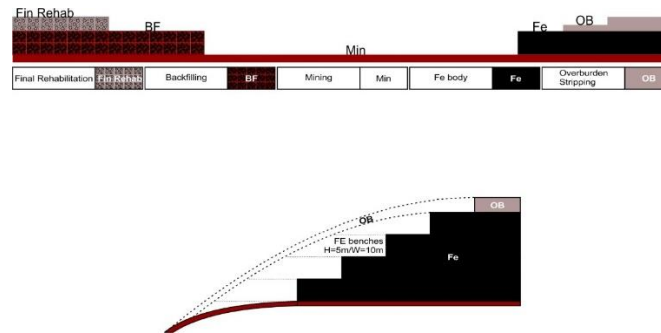 Fin Rehab
BF
Min
Fe
OB
Final Rehabilitation
Fin Rehab
Backfilling
BF
Mining
Min
Fe body
Fe
Overburden
Stripping
OB
OB
OB
FE benches
H=5m/W=10m
Fe